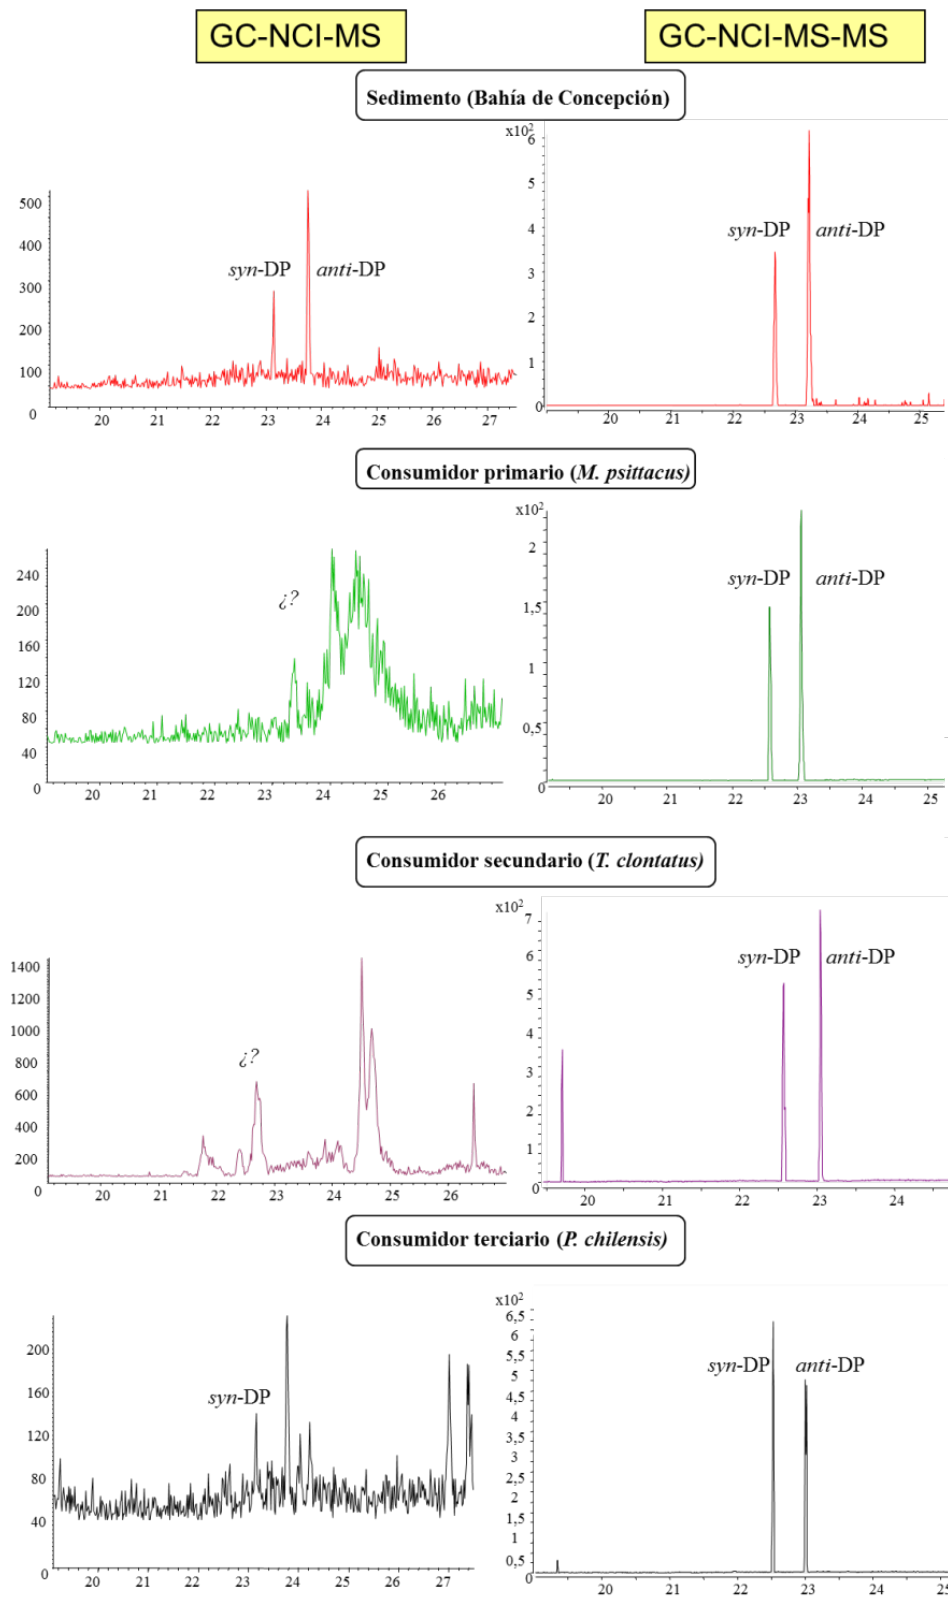 GC-NCI-MS
GC-NCI-MS-MS
Sedimento (Bahía de Concepción)
500
400
300
200
100
0
syn-DP
anti-DP
20 21 22 23 24 25 26 27
x10²
6
5
4
3
2
1
0
syn-DP
anti-DP
20 21 22 23 24 25
Consumidor primario (M. psittacus)
240
200
160
120
80
40
0
¿?
20 21 22 23 24 25 26
x10²
2
1,5
1
0,5
0
syn-DP
anti-DP
20 21 22 23 24 25
Consumidor secundario (T. clontatus)
1400
1200
1000
800
600
400
200
0
¿?
20 21 22 23 24 25 26
x10²
7
6
5
4
3
2
1
0
syn-DP
anti-DP
20 21 22 23 24
Consumidor terciario (P. chilensis)
200
160
120
80
40
0
syn-DP
20 21 22 23 24 25 26 27
x10²
6,5
6
5,5
5
4,5
4
3,5
3
2,5
2
1,5
1
0,5
0
syn-DP
anti-DP
20 21 22 23 24 25